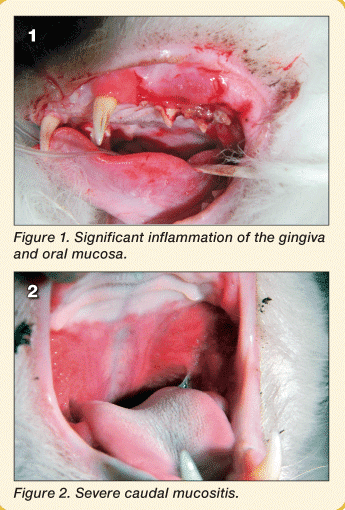 1
Figure 1. Significant inflammation of the gingiva
and oral mucosa.
2
Figure 2. Severe caudal mucositis.